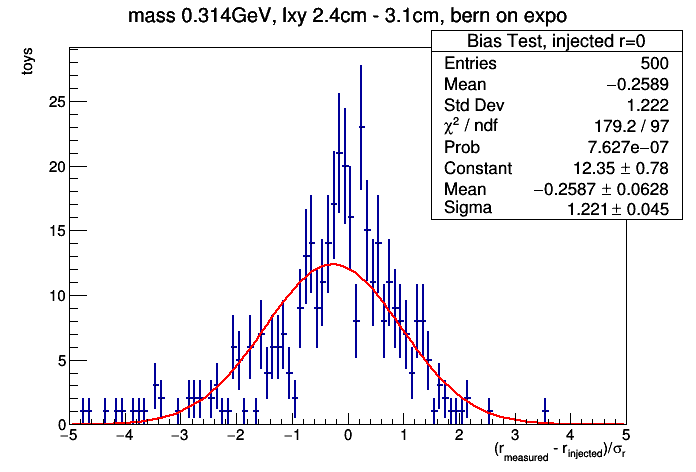 mass 0.314GeV, lxy 2.4cm - 3.1cm, bern on expo
Bias Test, injected r=0
Entries 500
Mean −0.2589
Std Dev 1.222
χ² / ndf 179.2 / 97
Prob 7.627e−07
Constant 12.35 ± 0.78
Mean −0.2587 ± 0.0628
Sigma 1.221 ± 0.045
toys
25
20
15
10
5
0
−5 −4 −3 −2 −1 0 1 2 3 4 5
(r_measured - r_injected)/σ_r